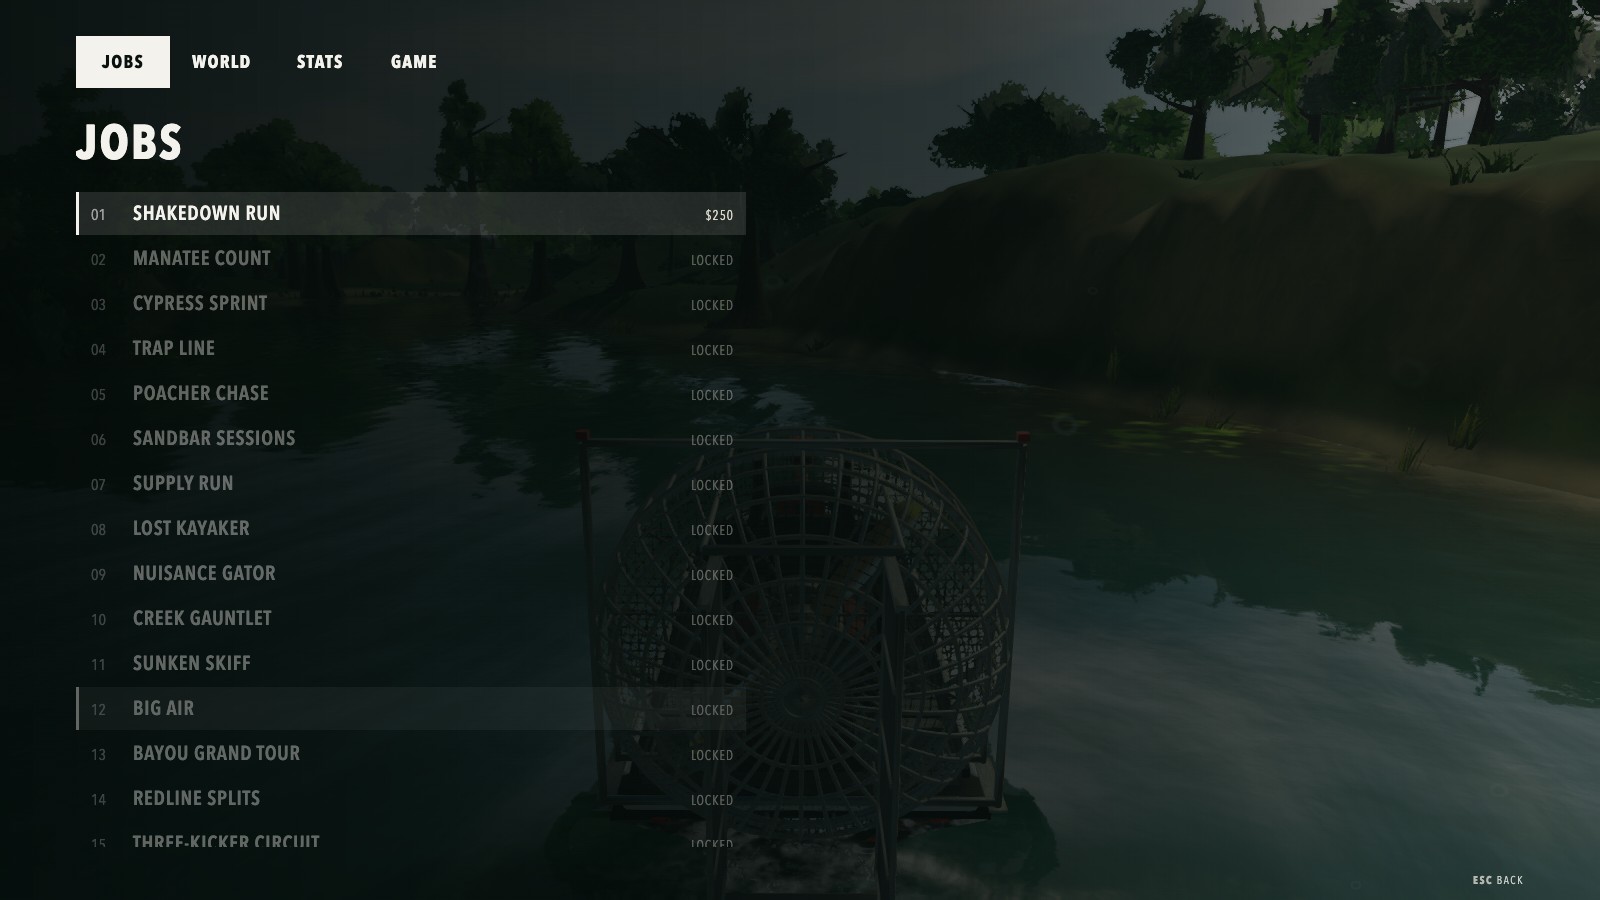 JOBS WORLD STATS GAME
JOBS
01 SHAKEDOWN RUN $250
02 MANATEE COUNT LOCKED
03 CYPRESS SPRINT LOCKED
04 TRAP LINE LOCKED
05 POACHER CHASE LOCKED
06 SANDBAR SESSIONS LOCKED
07 SUPPLY RUN LOCKED
08 LOST KAYAKER LOCKED
09 NUISANCE GATOR LOCKED
10 CREEK GAUNTLET LOCKED
11 SUNKEN SKIFF LOCKED
12 BIG AIR LOCKED
13 BAYOU GRAND TOUR LOCKED
14 REDLINE SPLITS LOCKED
15 THREE-KICKER CIRCUIT LOCKED
ESC BACK